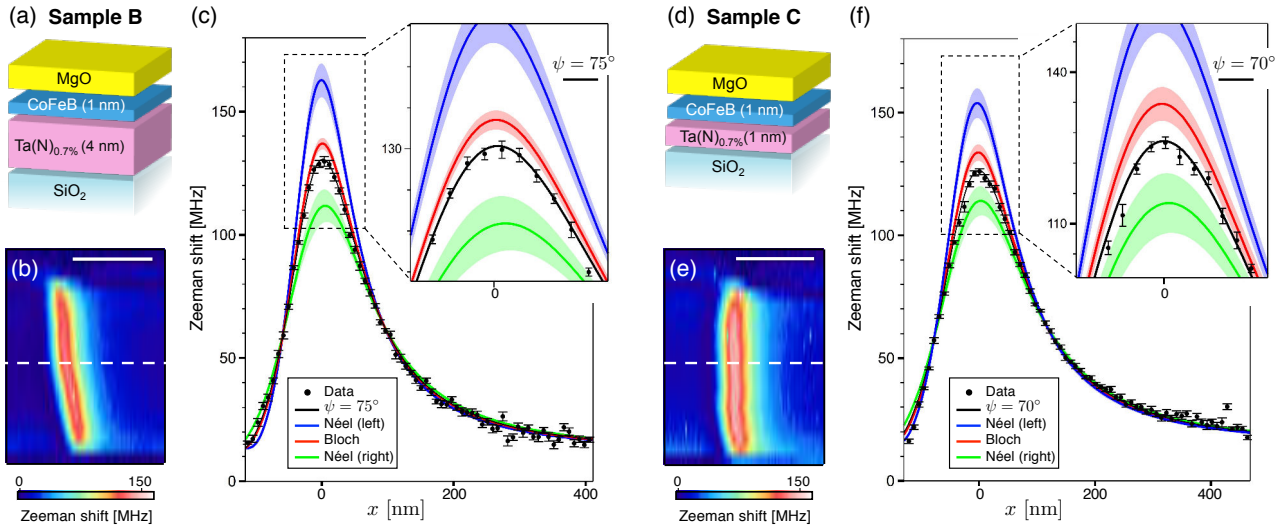 (a) Sample B
MgO
CoFeB (1 nm)
Ta(N)0.7% (4 nm)
SiO2
(b)
0 150
Zeeman shift [MHz]
(c)
Zeeman shift [MHz]
150
100
50
0
0 200 400
x [nm]
Data
ψ = 75°
Néel (left)
Bloch
Néel (right)
ψ = 75°
130
0
(d) Sample C
MgO
CoFeB (1 nm)
Ta(N)0.7% (1 nm)
SiO2
(e)
0 150
Zeeman shift [MHz]
(f)
Zeeman shift [MHz]
150
100
50
0
0 200 400
x [nm]
Data
ψ = 70°
Néel (left)
Bloch
Néel (right)
ψ = 70°
140
110
0